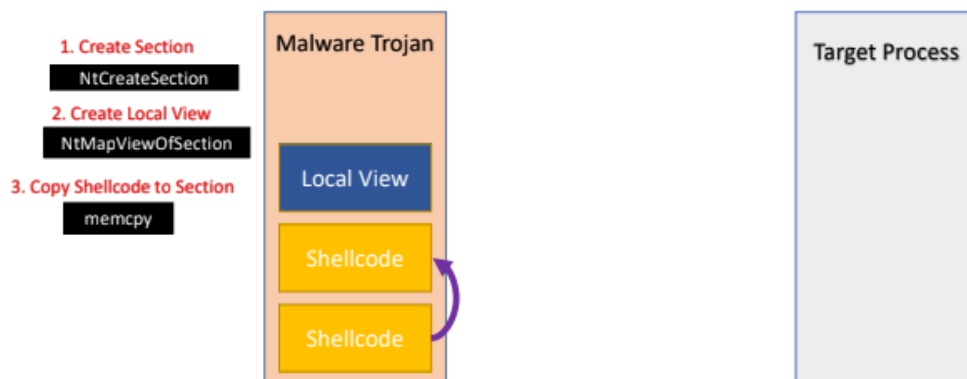 1. Create Section
NtCreateSection
2. Create Local View
NtMapViewOfSection
3. Copy Shellcode to Section
memcpy
Malware Trojan
Local View
Shellcode
Shellcode
Target Process